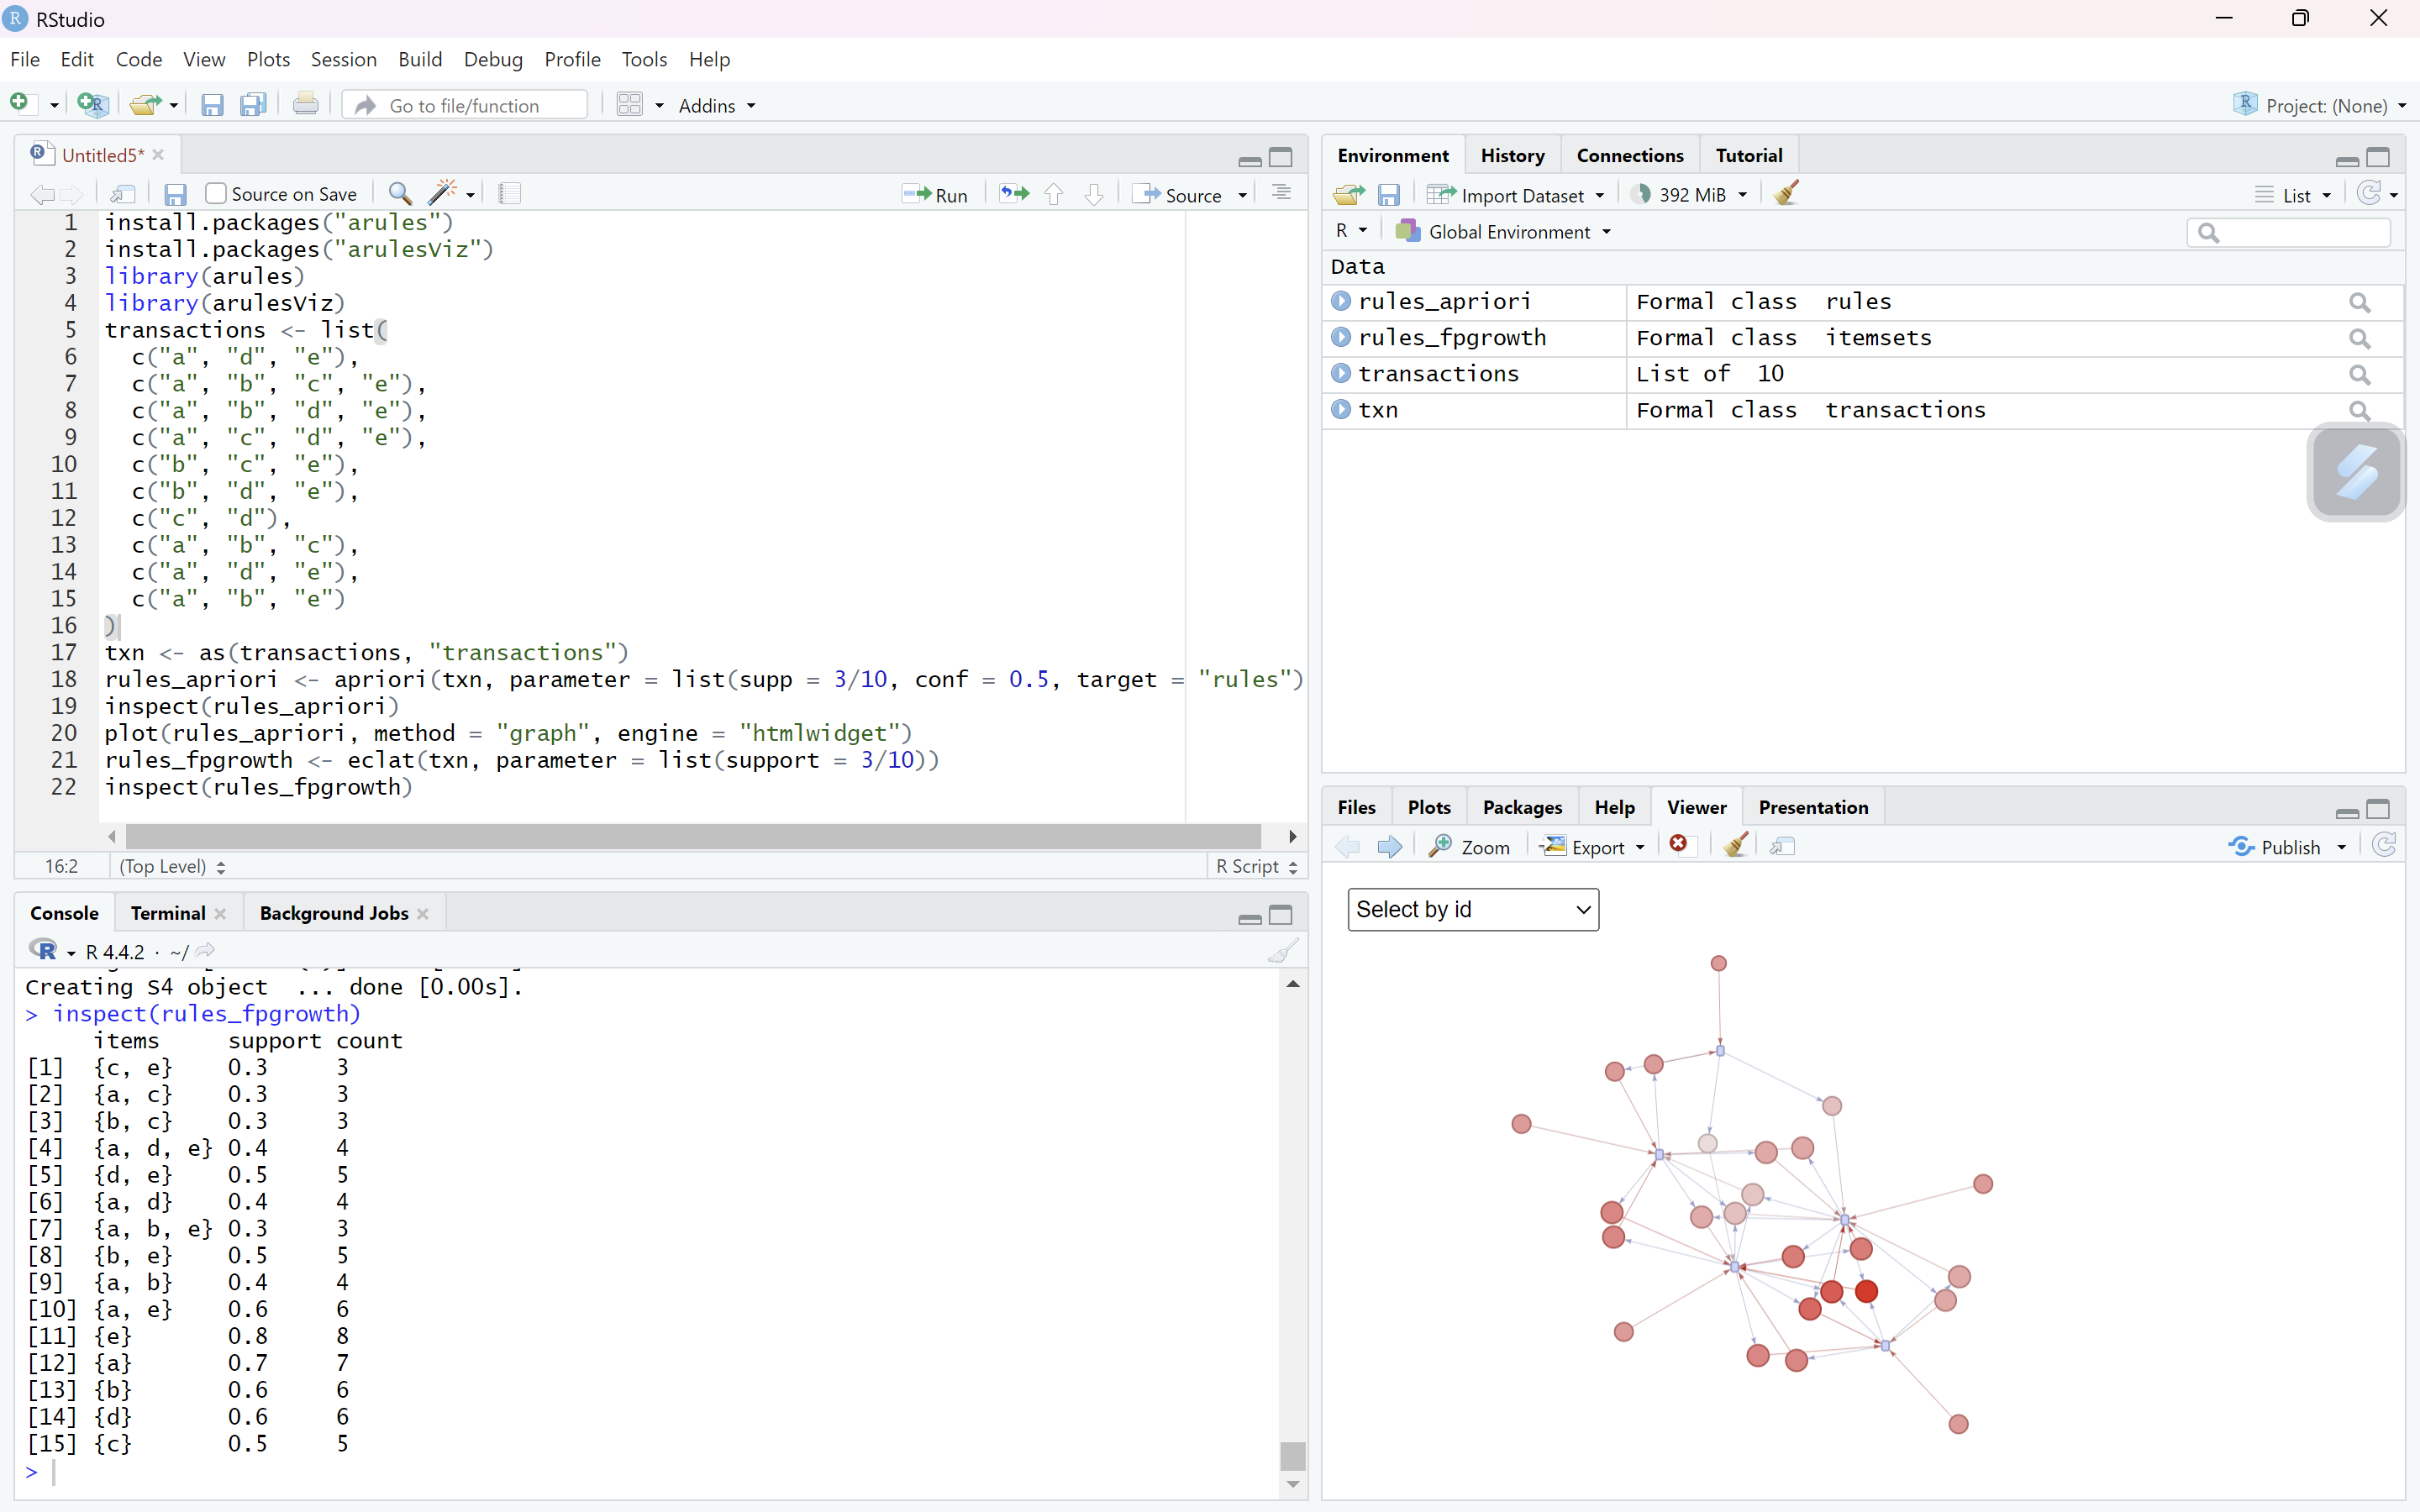 RStudio
File Edit Code View Plots Session Build Debug Profile Tools Help
Go to file/function Addins Project: (None)
Untitled5*
Source on Save Run Source
1 install.packages("arules")
2 install.packages("arulesViz")
3 library(arules)
4 library(arulesViz)
5 transactions <- list(
6 c("a", "d", "e"),
7 c("a", "b", "c", "e"),
8 c("a", "b", "d", "e"),
9 c("a", "c", "d", "e"),
10 c("b", "c", "e"),
11 c("b", "d", "e"),
12 c("c", "d"),
13 c("a", "b", "c"),
14 c("a", "d", "e"),
15 c("a", "b", "e")
16 )
17 txn <- as(transactions, "transactions")
18 rules_apriori <- apriori(txn, parameter = list(supp = 3/10, conf = 0.5, target = "rules")
19 inspect(rules_apriori)
20 plot(rules_apriori, method = "graph", engine = "htmlwidget")
21 rules_fpgrowth <- eclat(txn, parameter = list(support = 3/10))
22 inspect(rules_fpgrowth)
16:2 (Top Level) R Script
Console Terminal Background Jobs
R R 4.4.2 · ~/
Creating S4 object ... done [0.00s].
> inspect(rules_fpgrowth)
items support count
[1] {c, e} 0.3 3
[2] {a, c} 0.3 3
[3] {b, c} 0.3 3
[4] {a, d, e} 0.4 4
[5] {d, e} 0.5 5
[6] {a, d} 0.4 4
[7] {a, b, e} 0.3 3
[8] {b, e} 0.5 5
[9] {a, b} 0.4 4
[10] {a, e} 0.6 6
[11] {e} 0.8 8
[12] {a} 0.7 7
[13] {b} 0.6 6
[14] {d} 0.6 6
[15] {c} 0.5 5
>
Environment History Connections Tutorial
Import Dataset 392 MiB List
R Global Environment
Data
rules_apriori Formal class rules
rules_fpgrowth Formal class itemsets
transactions List of 10
txn Formal class transactions
Files Plots Packages Help Viewer Presentation
Zoom Export Publish
Select by id